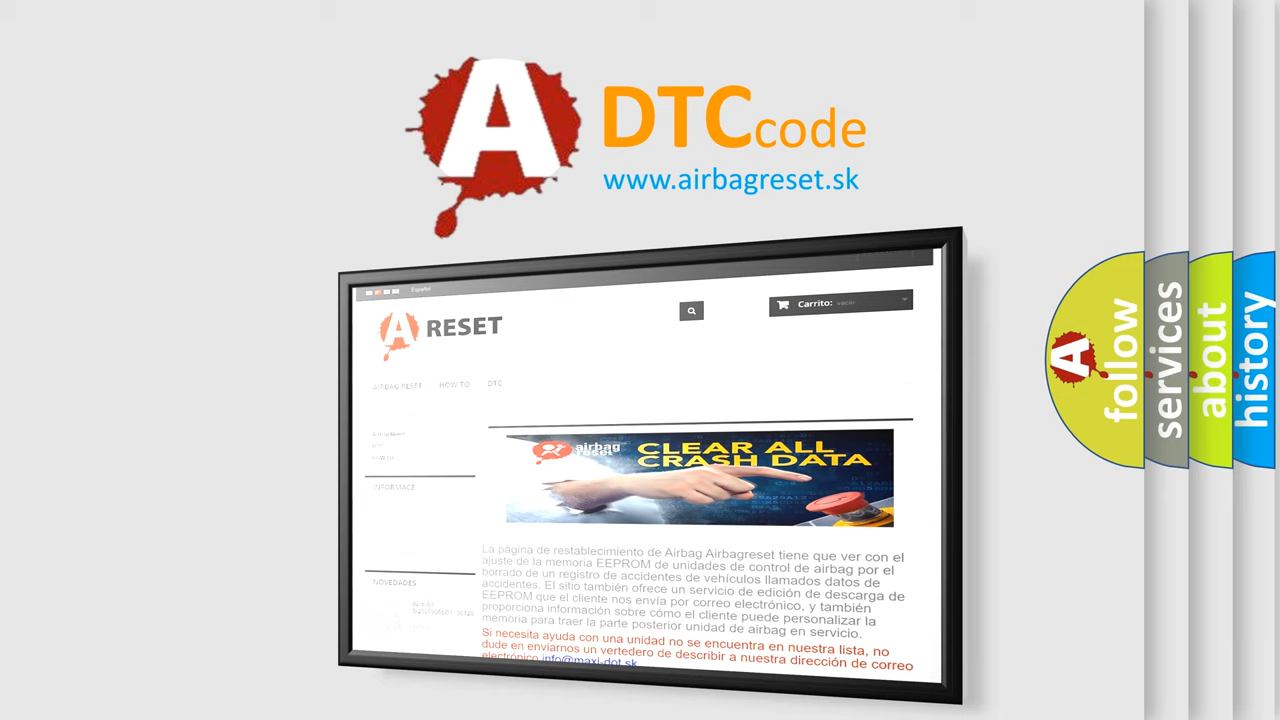 A
DTCcode
www.airbagreset.sk
Español
A RESET
Carrito: vacío
AIRBAG RESET HOW TO DTC
HOW TO
INFORMACE
NOVEDADES
airbag
reset
CLEAR ALL
CRASH DATA
La página de restablecimiento de Airbag Airbagreset tiene que ver con el
ajuste de la memoria EEPROM de unidades de control de airbag por el
borrado de un registro de accidentes de vehículos llamados datos de
accidentes. El sitio también ofrece un servicio de edición de descarga de
EEPROM que el cliente nos envía por correo electrónico, y también
proporciona información sobre cómo el cliente puede personalizar la
memoria para traer la parte posterior unidad de airbag en servicio.
Si necesita ayuda con una unidad no se encuentra en nuestra lista, no
dude en enviarnos un vertedero de describir a nuestra dirección de correo
electrónico info@maxi-dot.sk
A
follow
services
about
history